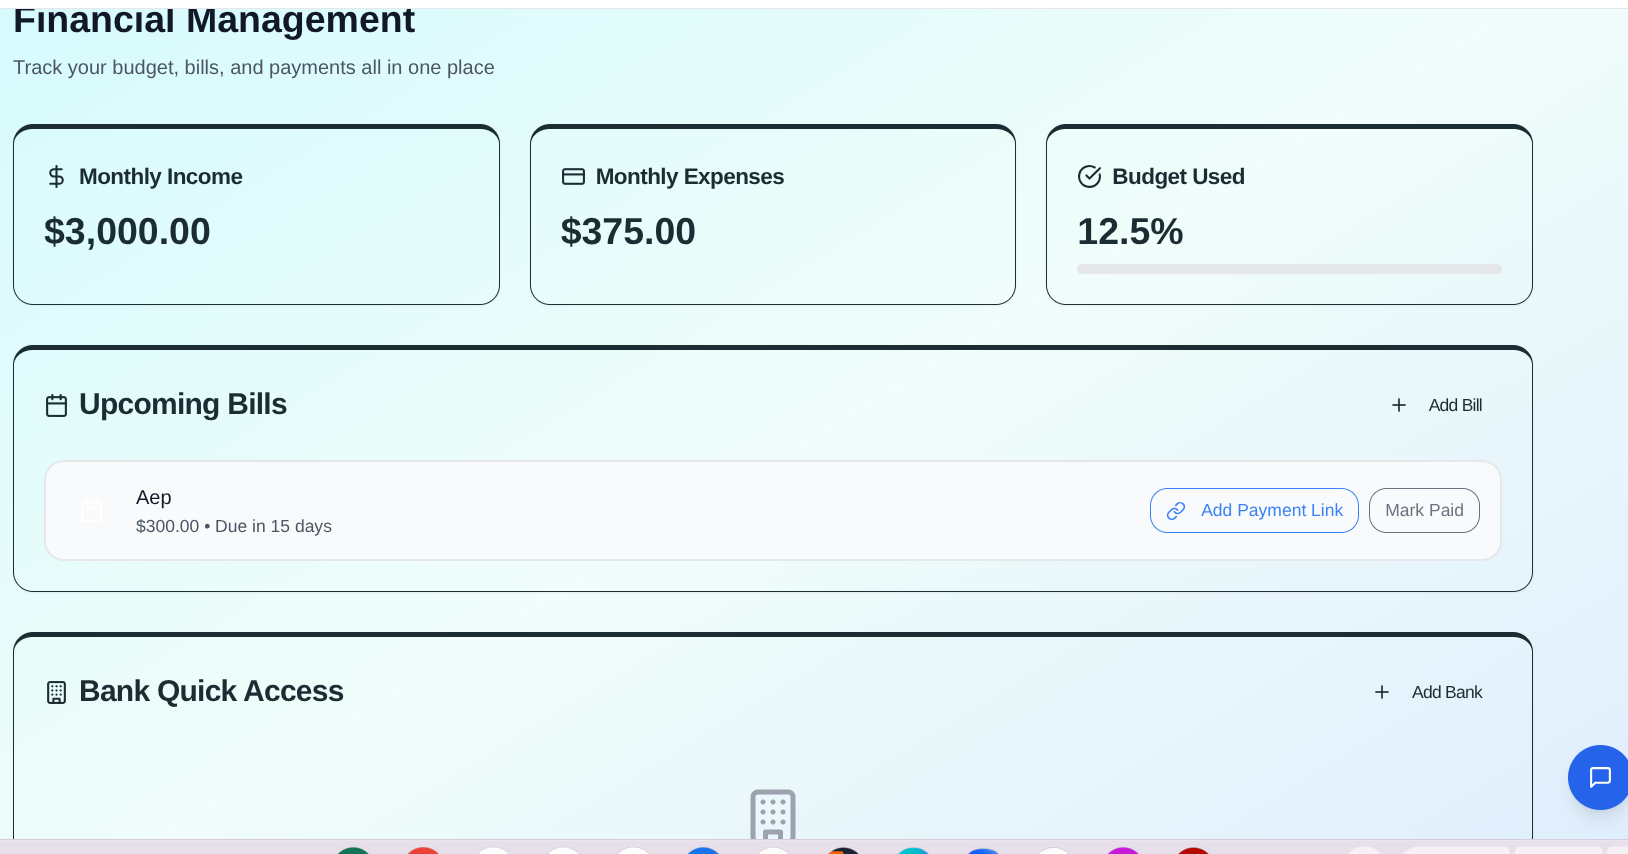 Financial Management
Track your budget, bills, and payments all in one place
Monthly Income
$3,000.00
Monthly Expenses
$375.00
Budget Used
12.5%
Upcoming Bills
Add Bill
Aep
$300.00 • Due in 15 days
Add Payment Link
Mark Paid
Bank Quick Access
Add Bank